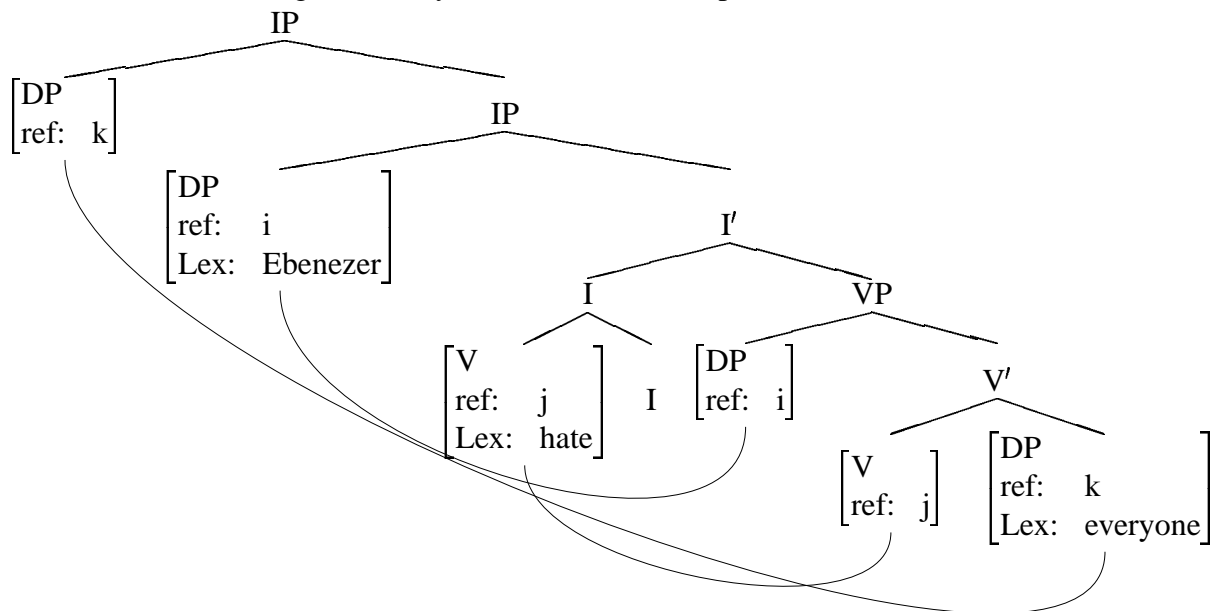 IP
DP
ref: k
IP
DP
ref: i
Lex: Ebenezer
I′
I
VP
V
ref: j
Lex: hate
I
DP
ref: i
V′
V
ref: j
DP
ref: k
Lex: everyone